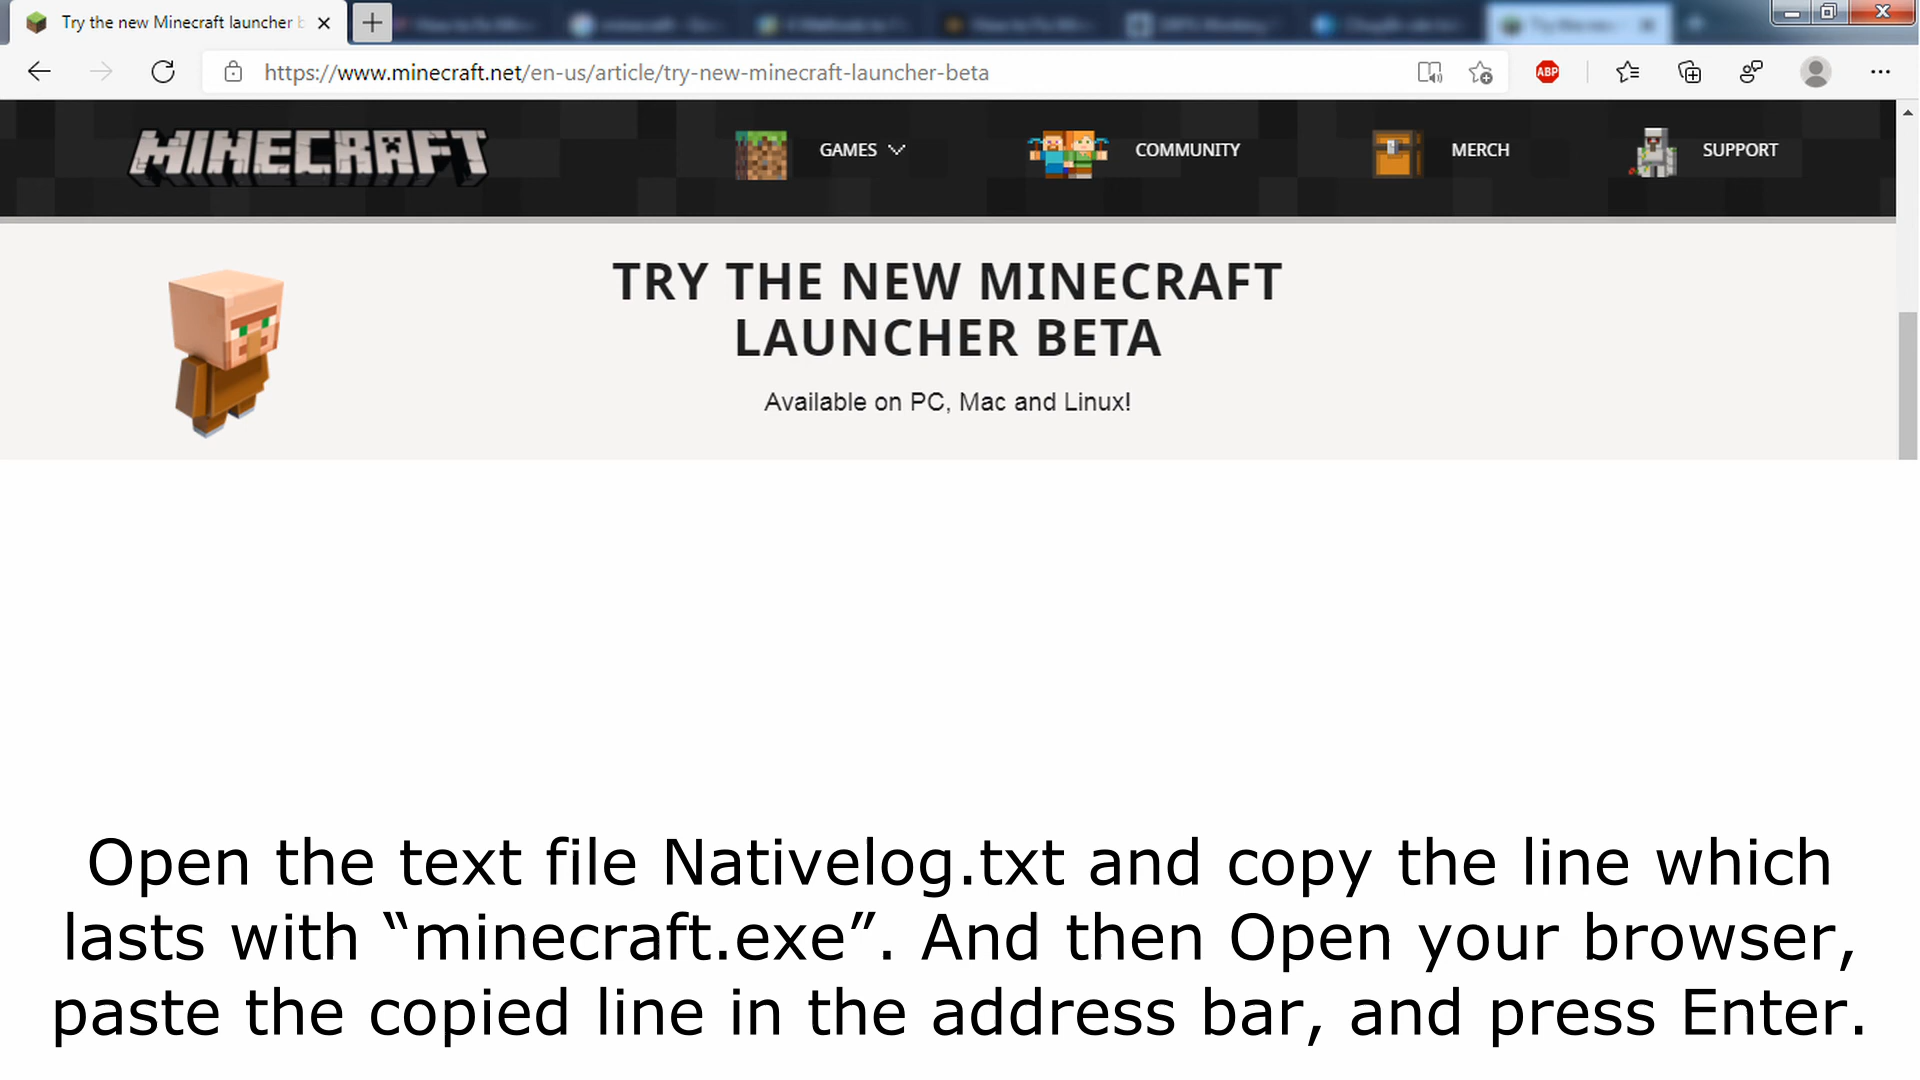 Try the new Minecraft launcher b
https://www.minecraft.net/en-us/article/try-new-minecraft-launcher-beta
ABP
MINECRAFT
GAMES
COMMUNITY
MERCH
SUPPORT
TRY THE NEW MINECRAFT
LAUNCHER BETA
Available on PC, Mac and Linux!
Open the text file Nativelog.txt and copy the line which
lasts with “minecraft.exe”. And then Open your browser,
paste the copied line in the address bar, and press Enter.